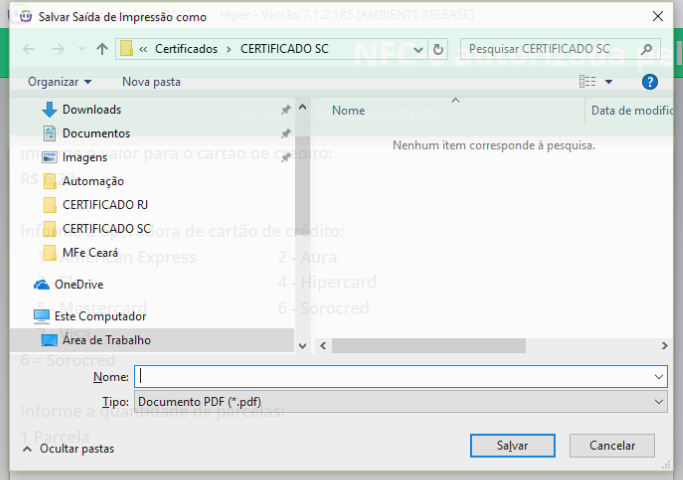 Salvar Saída de Impressão como
Hiper - Versão 7.1.2.185 [AMBIENTE RELEASE]
« Certificados › CERTIFICADO SC
Pesquisar CERTIFICADO SC
NFC-e autorizada pel
Organizar
Nova pasta
Downloads
Documentos
Imagens
Automação
CERTIFICADO RJ
CERTIFICADO SC
MFe Ceará
OneDrive
Este Computador
Área de Trabalho
Nome
Data de modific
Nenhum item corresponde à pesquisa.
Informe o valor para o cartão de crédito:
R$
Informe a operadora de cartão de crédito:
1 - American Express
2 - Aura
4 - Hipercard
5 - Mastercard
6 - Sorocred
Visa
6 = Sorocred
Nome:
Tipo: Documento PDF (*.pdf)
Informe a quantidade de parcelas:
1 Parcela
Ocultar pastas
Salvar
Cancelar